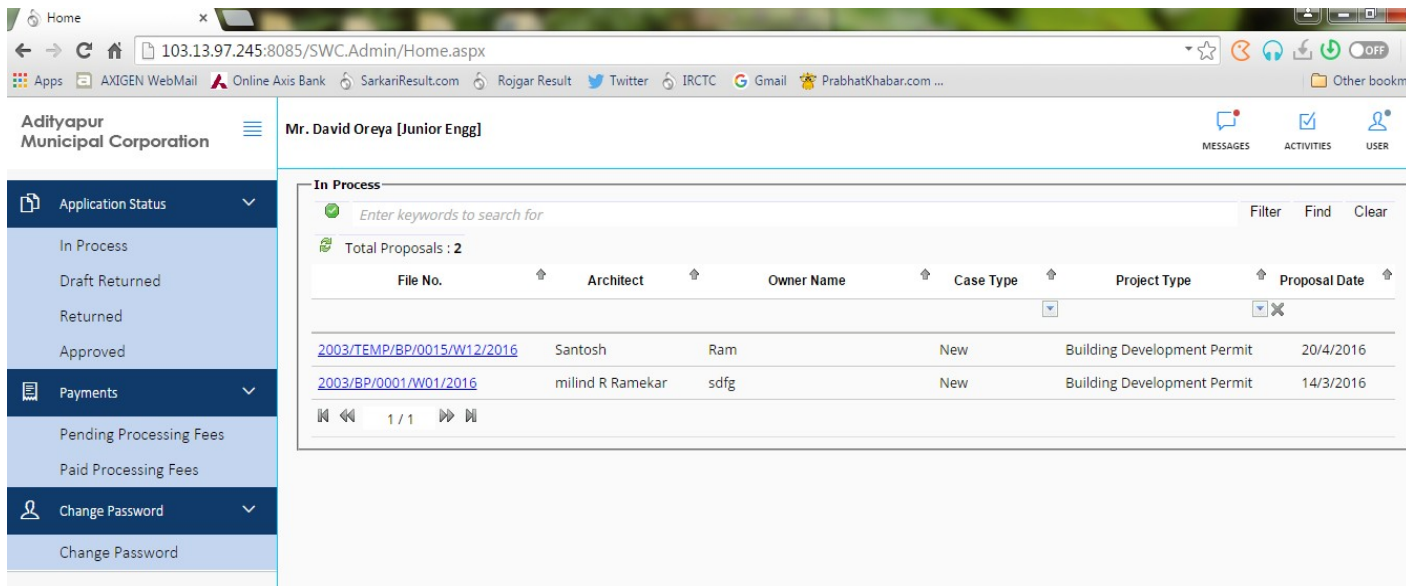 Home
103.13.97.245:8085/SWC.Admin/Home.aspx
OFF
Apps AXIGEN WebMail Online Axis Bank SarkariResult.com Rojgar Result Twitter IRCTC Gmail PrabhatKhabar.com ... Other bookm
Adityapur
Municipal Corporation
Mr. David Oreya [Junior Engg]
MESSAGES ACTIVITIES USER
Application Status
In Process
Draft Returned
Returned
Approved
Payments
Pending Processing Fees
Paid Processing Fees
Change Password
Change Password
In Process
Enter keywords to search for Filter Find Clear
Total Proposals : 2
File No. Architect Owner Name Case Type Project Type Proposal Date
2003/TEMP/BP/0015/W12/2016 Santosh Ram New Building Development Permit 20/4/2016
2003/BP/0001/W01/2016 milind R Ramekar sdfg New Building Development Permit 14/3/2016
1 / 1